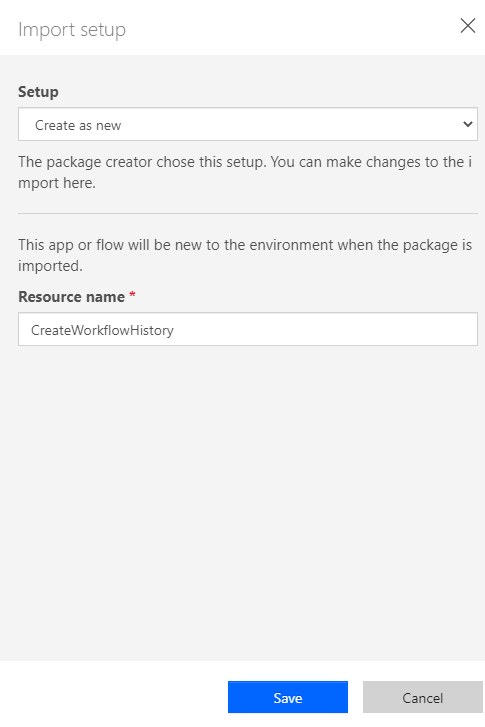 Import setup
Setup
Create as new
The package creator chose this setup. You can make changes to the i
mport here.
This app or flow will be new to the environment when the package is
imported.
Resource name *
CreateWorkflowHistory
Save Cancel